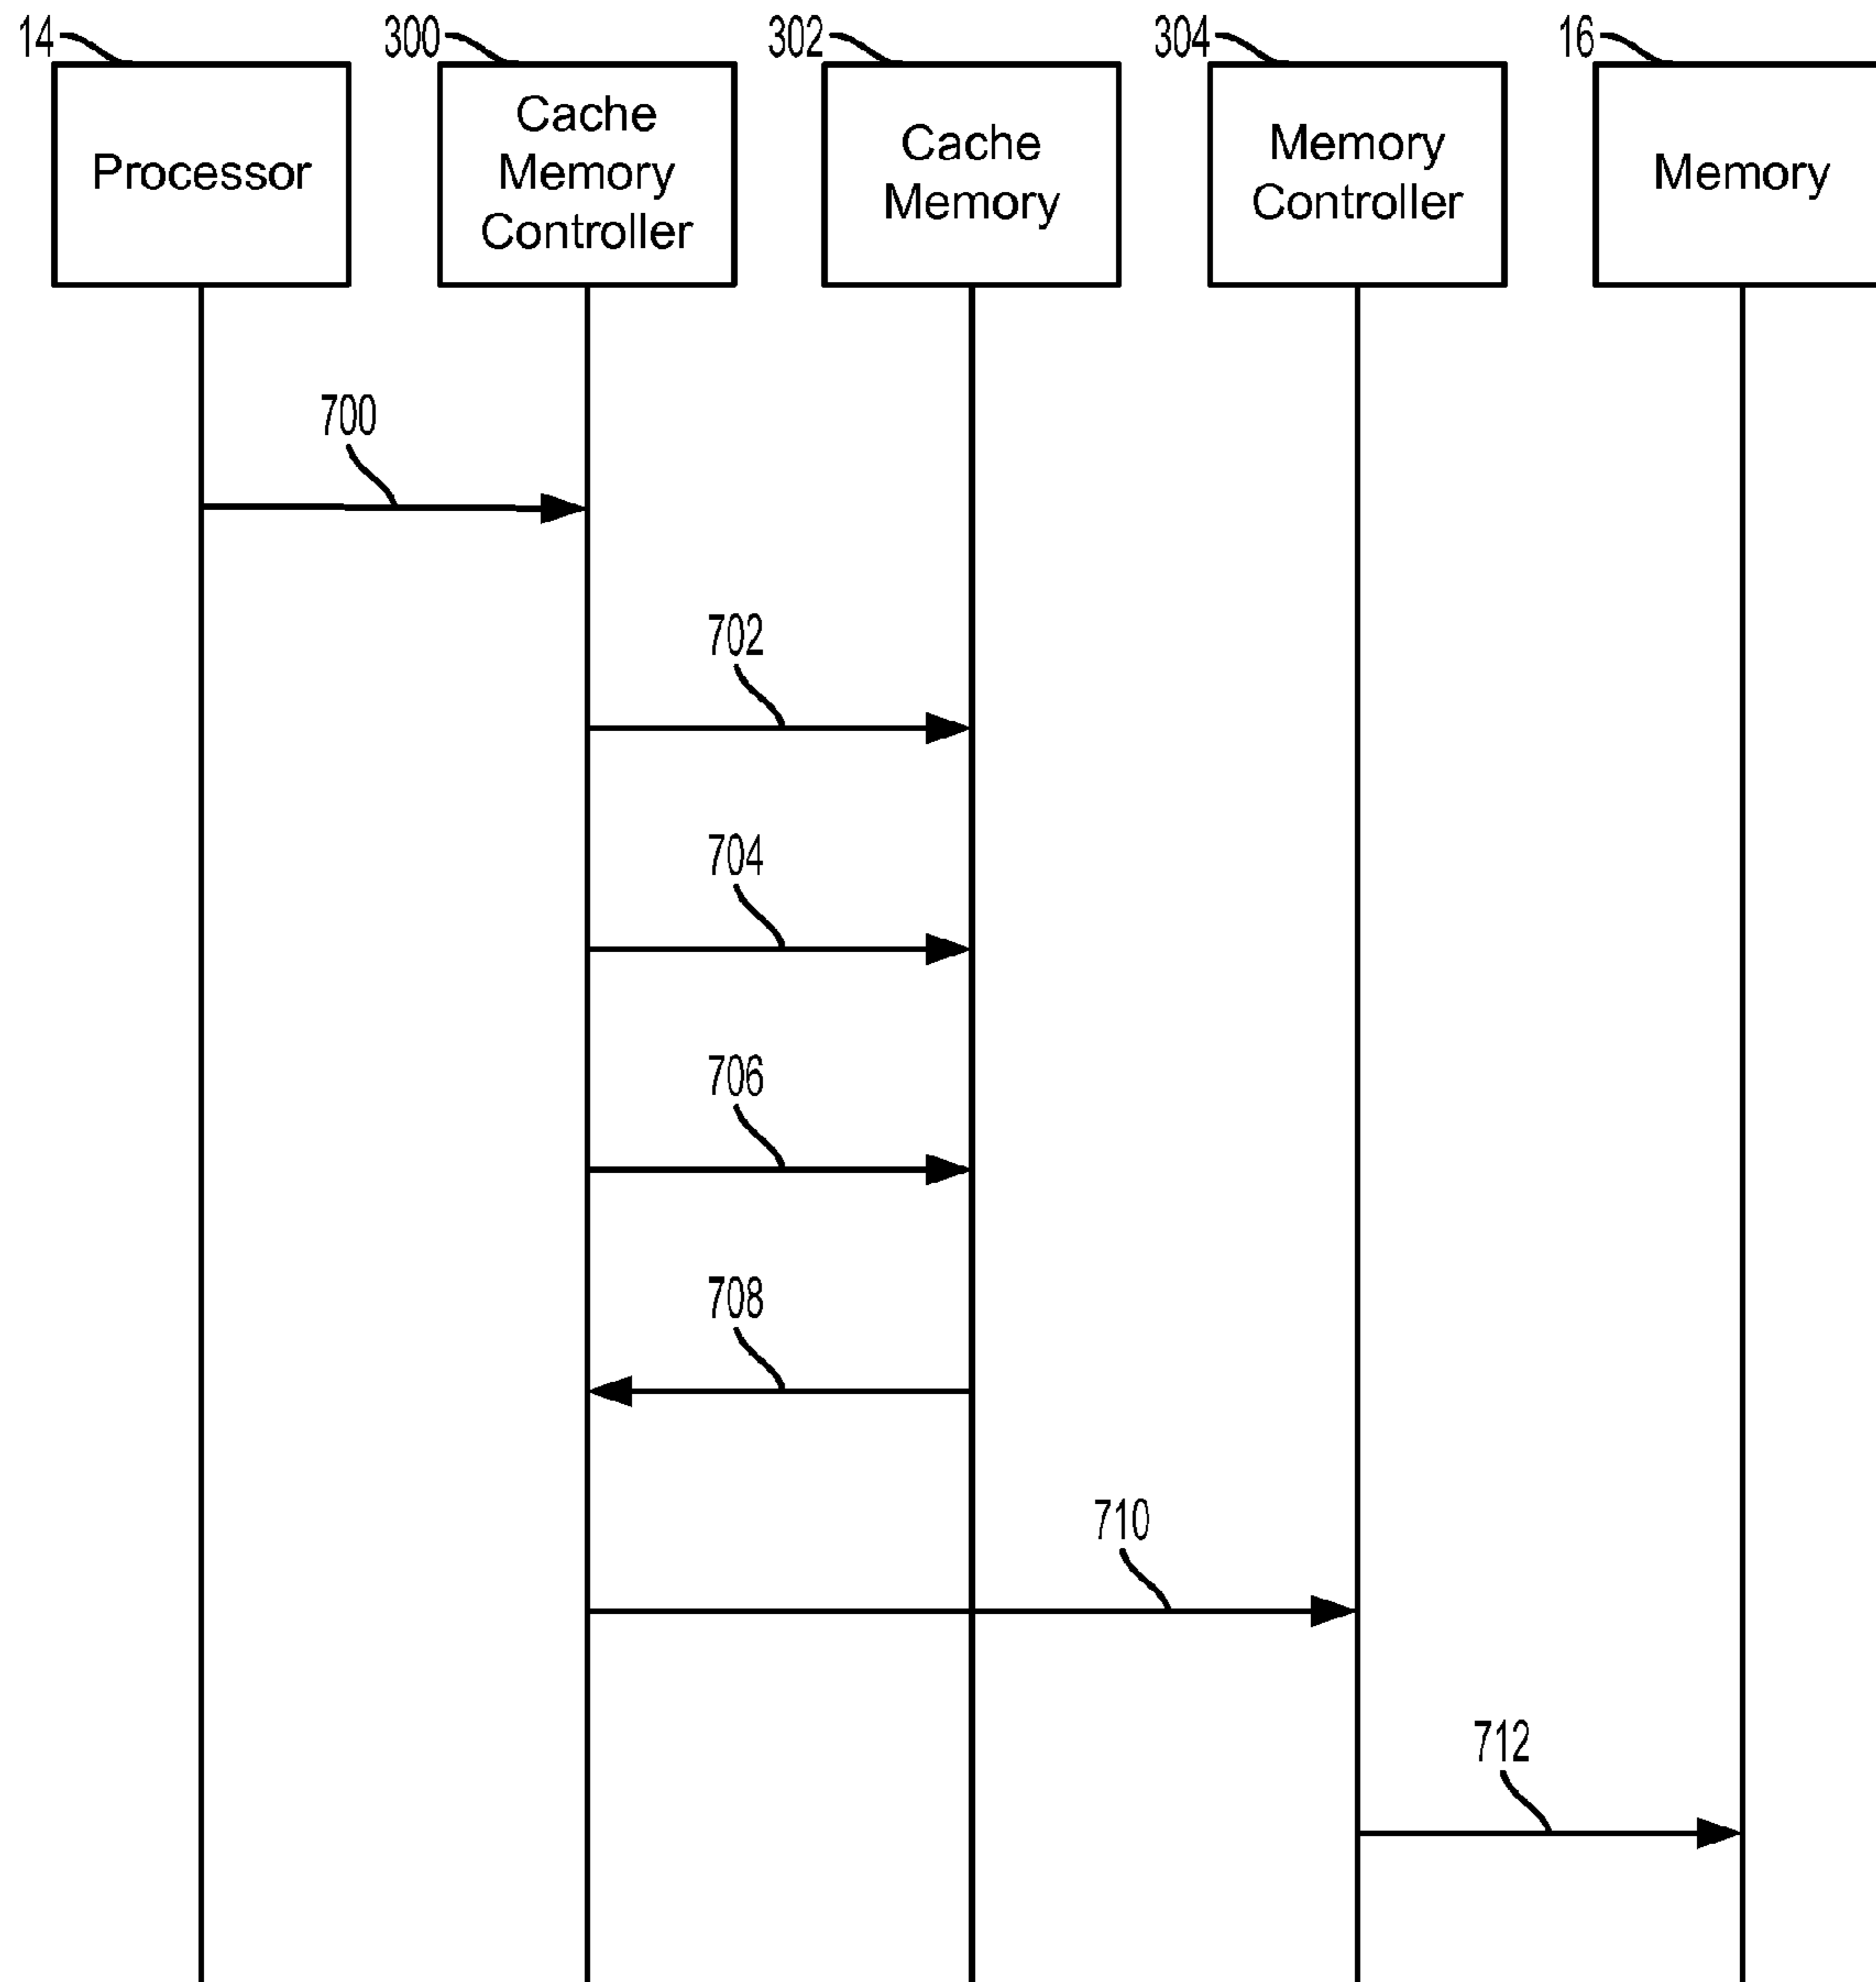 14
300
302
304
16
Processor
Cache
Memory
Controller
Cache
Memory
Memory
Controller
Memory
700
702
704
706
708
710
712